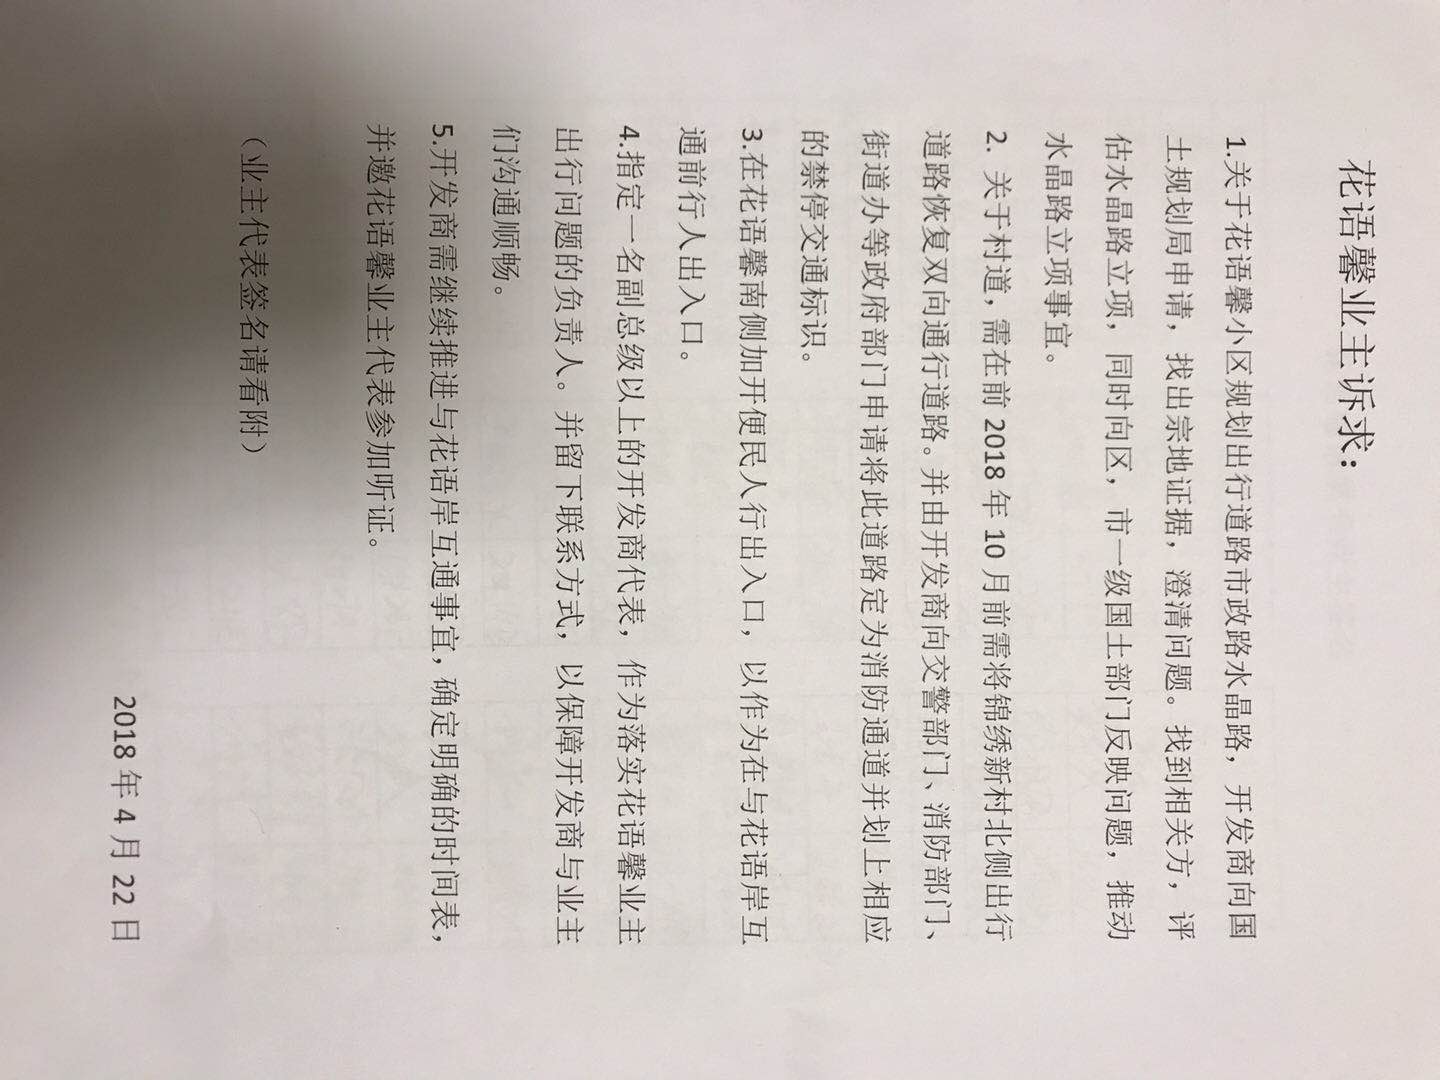 花语馨业主诉求：
1.关于花语馨小区规划出行道路市政路水晶路，开发商向国
土规划局申请，找出宗地证据，澄清问题。找到相关方，评
估水晶路立项，同时向区，市一级国土部门反映问题，推动
水晶路立项事宜。
2. 关于村道，需在前 2018 年 10 月前需将锦绣新村北侧出行
道路恢复双向通行道路。并由开发商向交警部门、消防部门、
街道办等政府部门申请将此道路定为消防通道并划上相应
的禁停交通标识。
3.在花语馨南侧加开便民人行出入口，以作为在与花语岸互
通前行人出入口。
4.指定一名副总级以上的开发商代表，作为落实花语馨业主
出行问题的负责人。并留下联系方式，以保障开发商与业主
们沟通顺畅。
5.开发商需继续推进与花语岸互通事宜，确定明确的时间表，
并邀花语馨业主代表参加听证。
（业主代表签名请看附）
2018 年 4 月 22 日